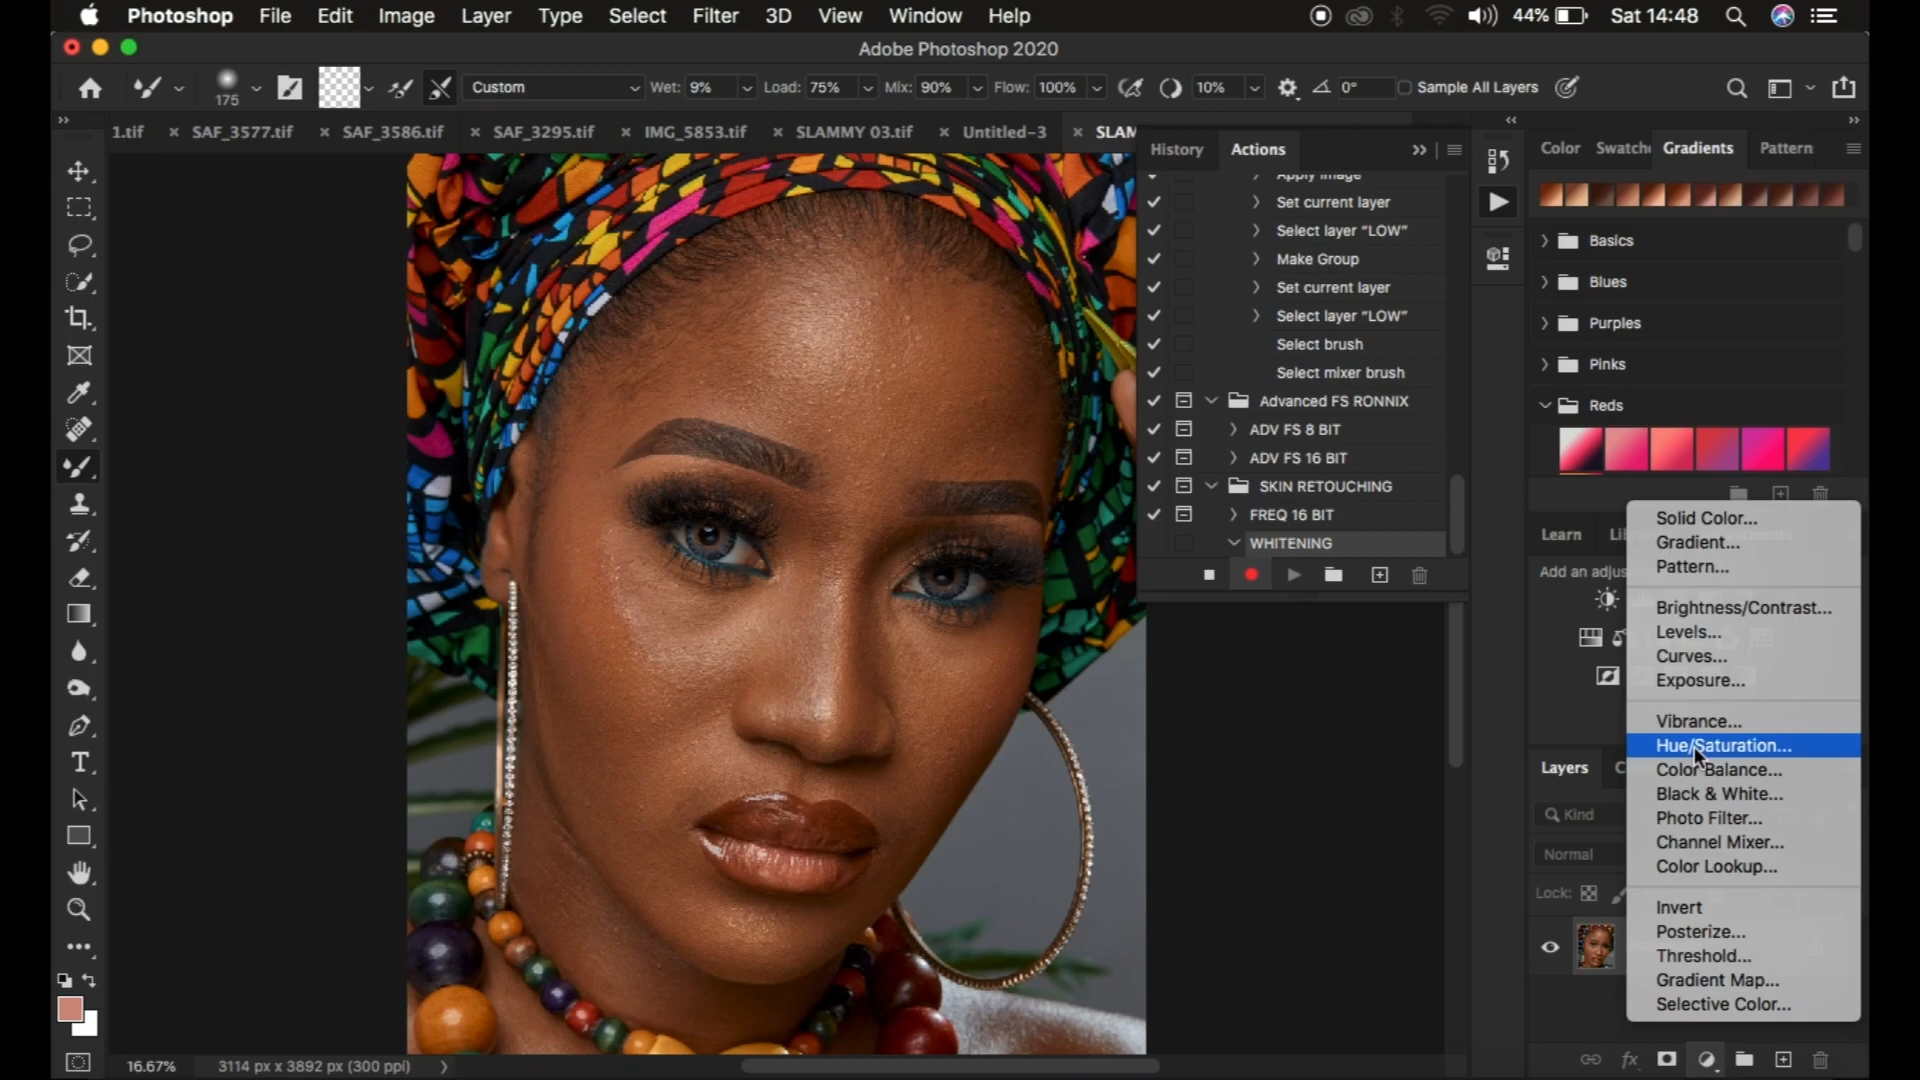 Photoshop File Edit Image Layer Type Select Filter 3D View Window Help 44% Sat 14:48
Adobe Photoshop 2020
175 Custom Wet: 9% Load: 75% Mix: 90% Flow: 100% 10% 0° Sample All Layers
1.tif × SAF_3577.tif × SAF_3586.tif × SAF_3295.tif × IMG_5853.tif × SLAMMY 03.tif × Untitled-3 × SLAM
History Actions
Apply Image
Set current layer
Select layer “LOW”
Make Group
Set current layer
Select layer “LOW”
Select brush
Select mixer brush
Advanced FS RONNIX
ADV FS 8 BIT
ADV FS 16 BIT
SKIN RETOUCHING
FREQ 16 BIT
WHITENING
Color Swatche Gradients Pattern
Basics
Blues
Purples
Pinks
Reds
Learn
Add an adjus
Solid Color...
Gradient...
Pattern...
Brightness/Contrast...
Levels...
Curves...
Exposure...
Vibrance...
Hue/Saturation...
Color Balance...
Black & White...
Photo Filter...
Channel Mixer...
Color Lookup...
Invert
Posterize...
Threshold...
Gradient Map...
Selective Color...
Layers
Kind
Normal
Lock:
fx
16.67% 3114 px x 3892 px (300 ppi)